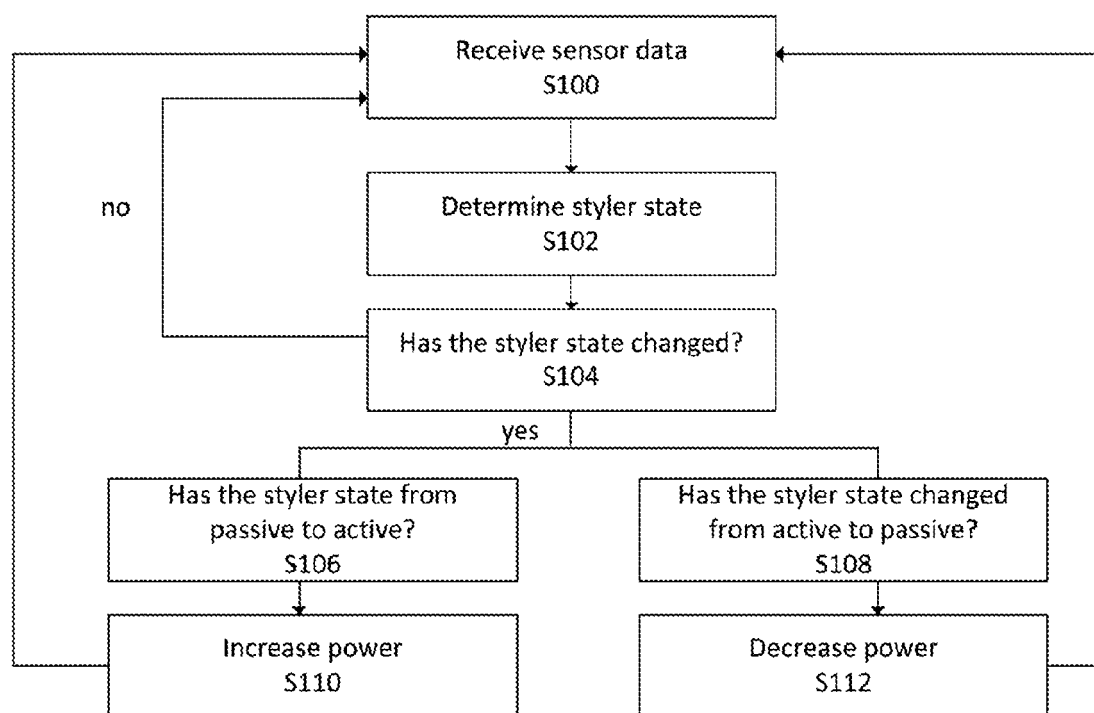 Receive sensor data
S100
Determine styler state
S102
no
Has the styler state changed?
S104
yes
Has the styler state from
passive to active?
S106
Has the styler state changed
from active to passive?
S108
Increase power
S110
Decrease power
S112